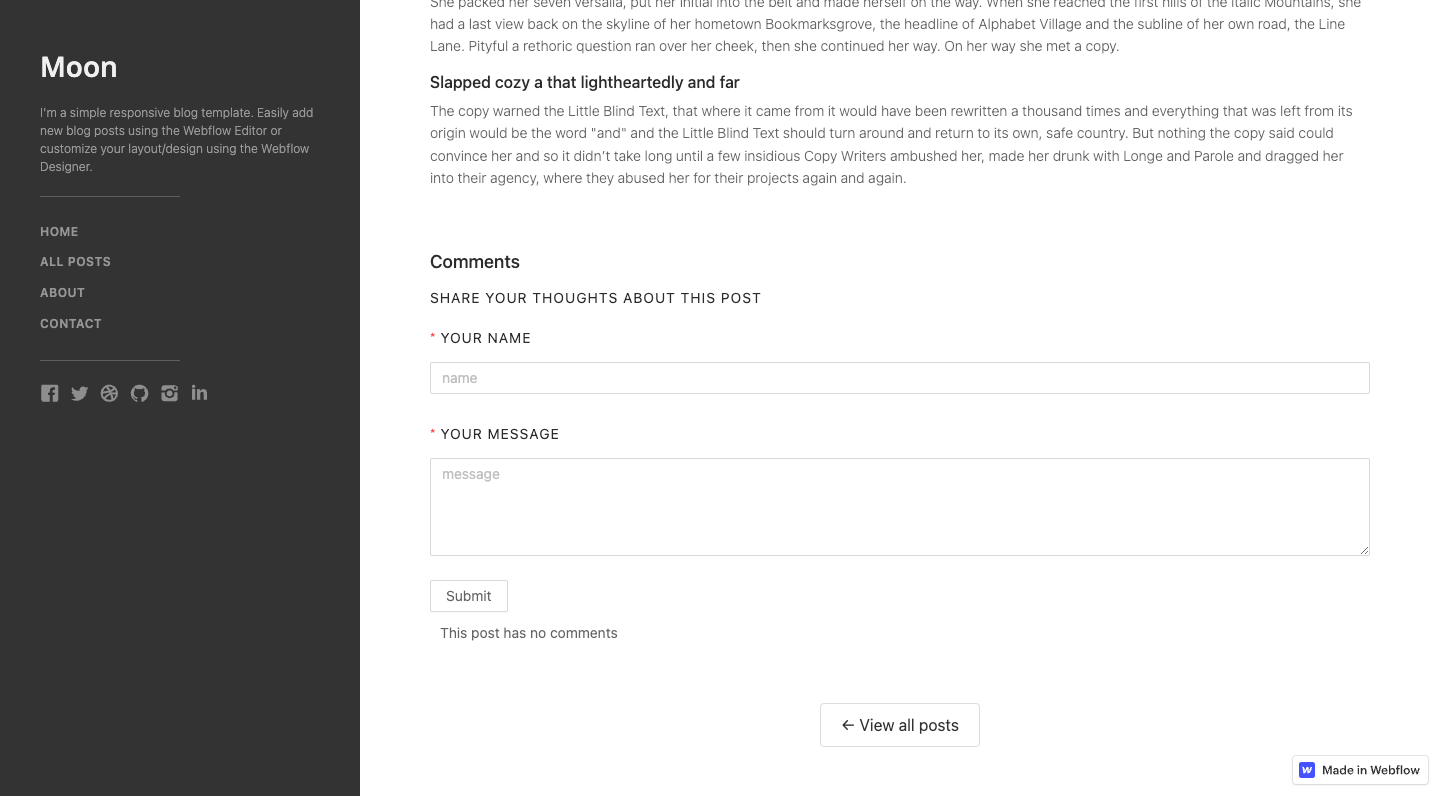 Moon
I'm a simple responsive blog template. Easily add
new blog posts using the Webflow Editor or
customize your layout/design using the Webflow
Designer.
HOME
ALL POSTS
ABOUT
CONTACT
She packed her seven versalia, put her initial into the belt and made herself on the way. When she reached the first hills of the Italic Mountains, she
had a last view back on the skyline of her hometown Bookmarksgrove, the headline of Alphabet Village and the subline of her own road, the Line
Lane. Pityful a rethoric question ran over her cheek, then she continued her way. On her way she met a copy.
Slapped cozy a that lightheartedly and far
The copy warned the Little Blind Text, that where it came from it would have been rewritten a thousand times and everything that was left from its
origin would be the word "and" and the Little Blind Text should turn around and return to its own, safe country. But nothing the copy said could
convince her and so it didn't take long until a few insidious Copy Writers ambushed her, made her drunk with Longe and Parole and dragged her
into their agency, where they abused her for their projects again and again.
Comments
SHARE YOUR THOUGHTS ABOUT THIS POST
* YOUR NAME
name
* YOUR MESSAGE
message
Submit
This post has no comments
← View all posts
Made in Webflow